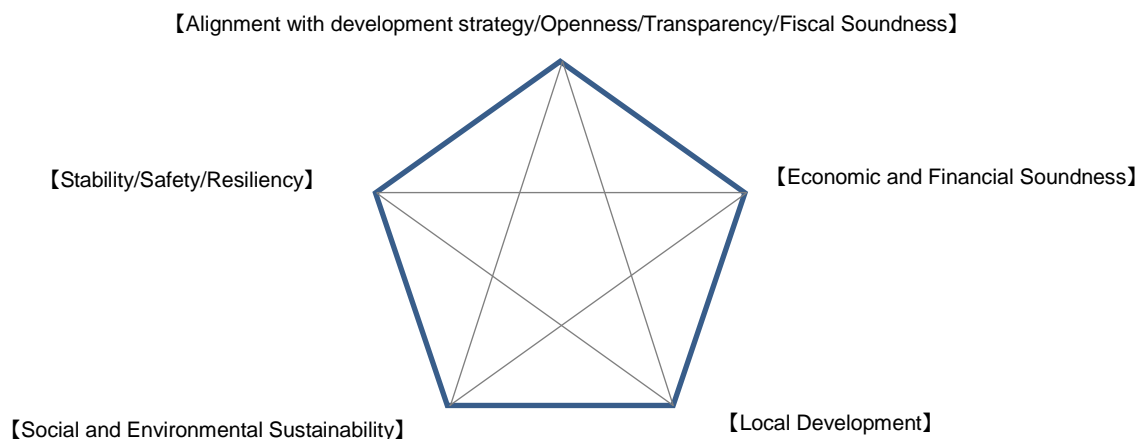 【Alignment with development strategy/Openness/Transparency/Fiscal Soundness】
【Stability/Safety/Resiliency】
【Economic and Financial Soundness】
【Social and Environmental Sustainability】
【Local Development】